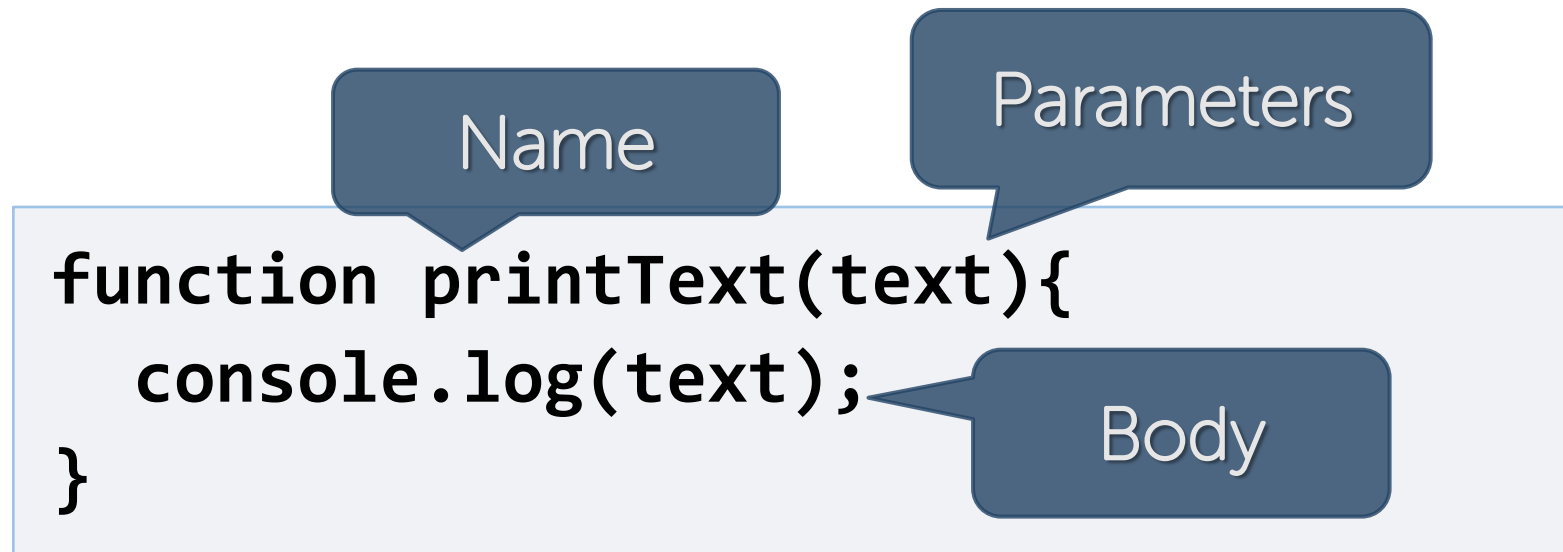 Name
Parameters
function printText(text){
  console.log(text);
Body
}